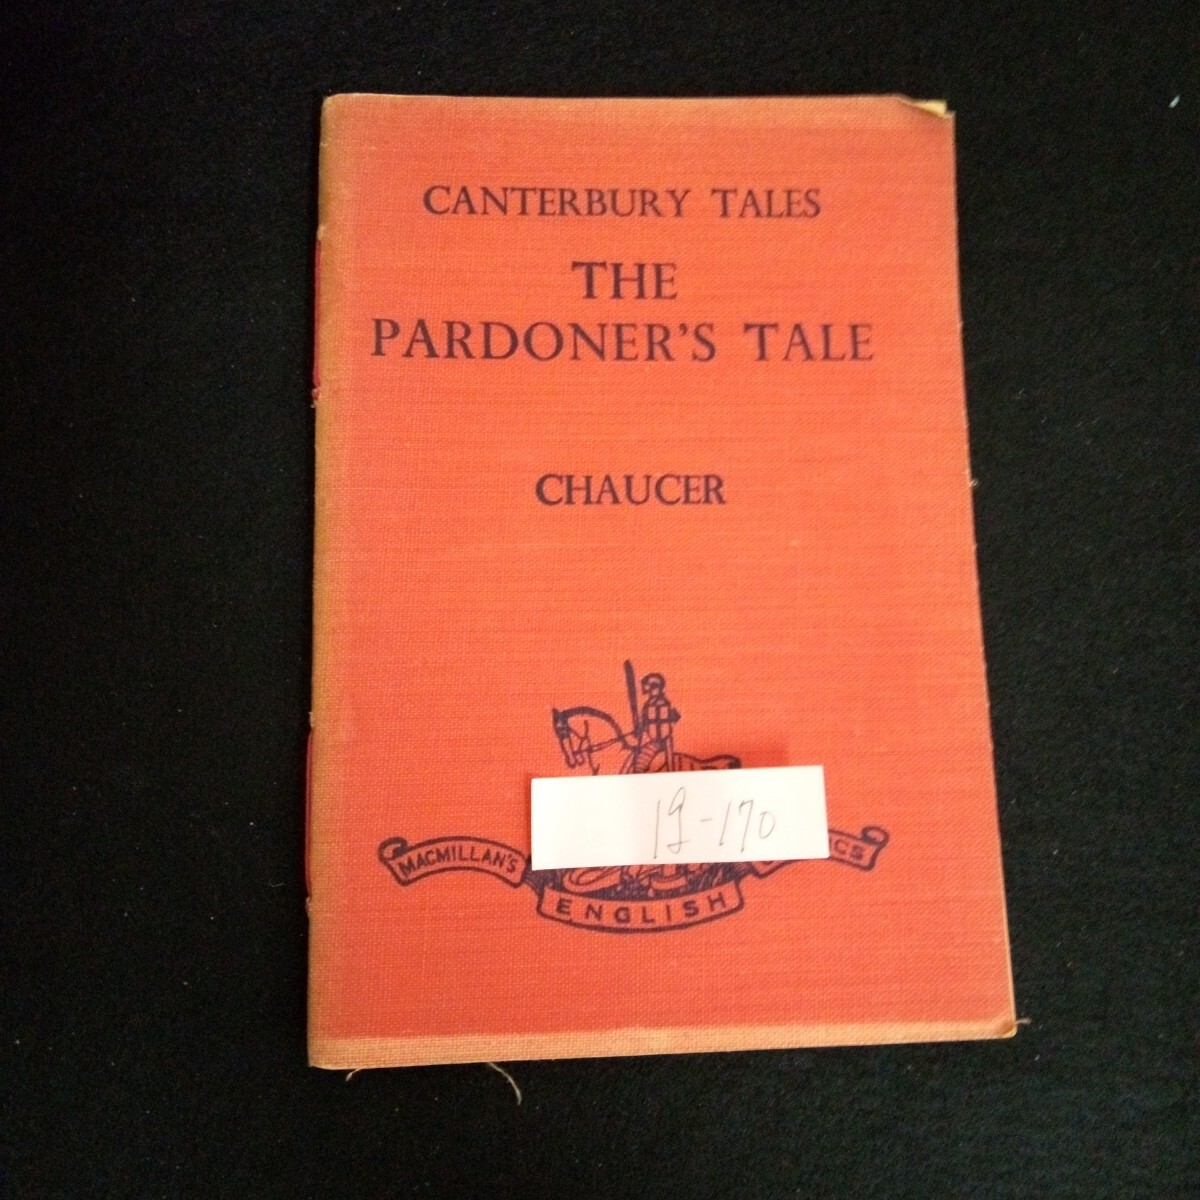 CANTERBURY TALES
THE
PARDONER'S TALE
CHAUCER
19-170
MACMILLAN'S
ENGLISH